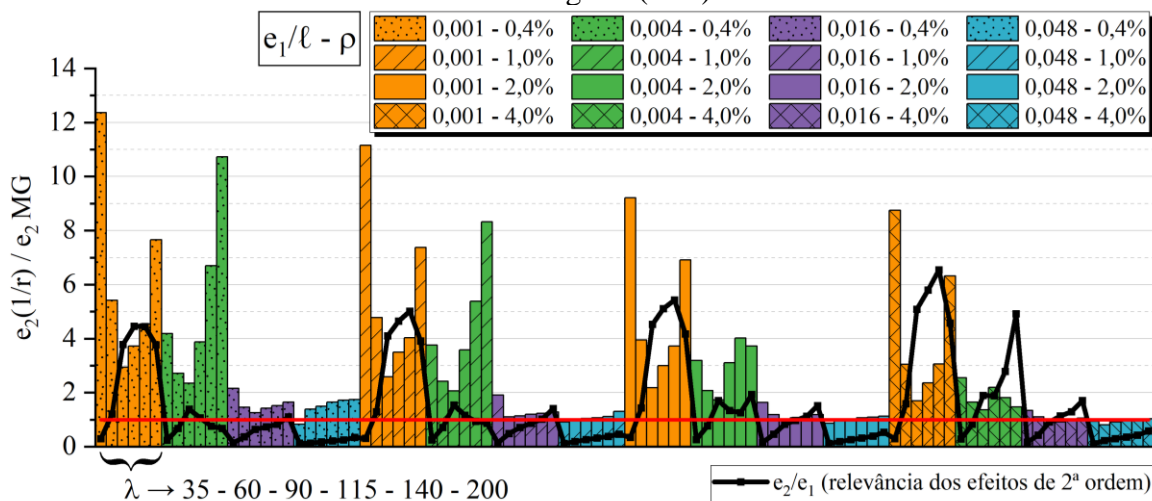 e₁/ℓ - ρ
0,001 - 0,4% 0,004 - 0,4% 0,016 - 0,4% 0,048 - 0,4%
0,001 - 1,0% 0,004 - 1,0% 0,016 - 1,0% 0,048 - 1,0%
0,001 - 2,0% 0,004 - 2,0% 0,016 - 2,0% 0,048 - 2,0%
0,001 - 4,0% 0,004 - 4,0% 0,016 - 4,0% 0,048 - 4,0%
e₂(1/r) / e₂ MG
14
12
10
8
6
4
2
0
λ → 35 - 60 - 90 - 115 - 140 - 200
e₂/e₁ (relevância dos efeitos de 2ª ordem)